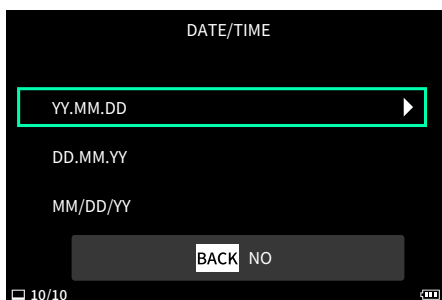 DATE/TIME
YY.MM.DD
DD.MM.YY
MM/DD/YY
BACK NO
10/10